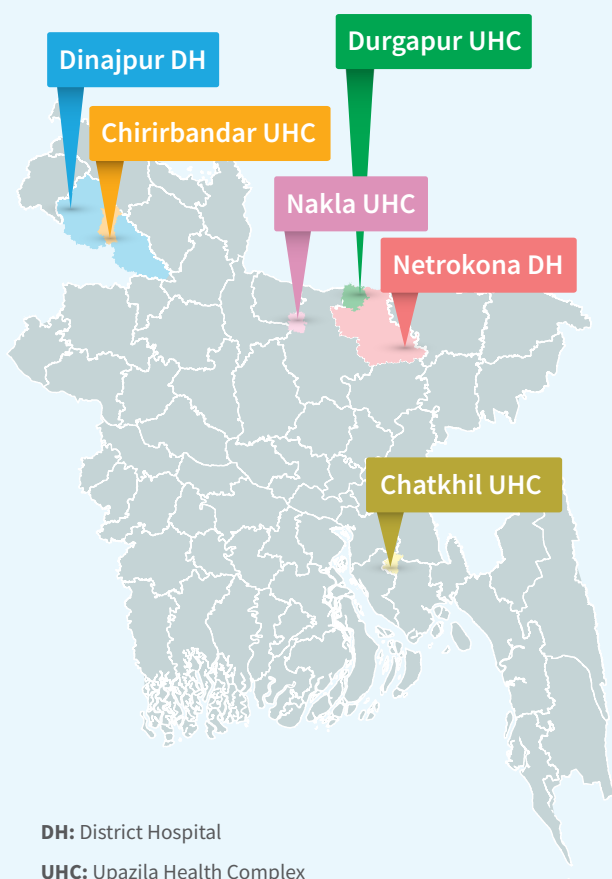 Durgapur UHC
Dinajpur DH
Chirirbandar UHC
Nakla UHC
Netrokona DH
Chatkhil UHC
DH: District Hospital
UHC: Upazila Health Complex